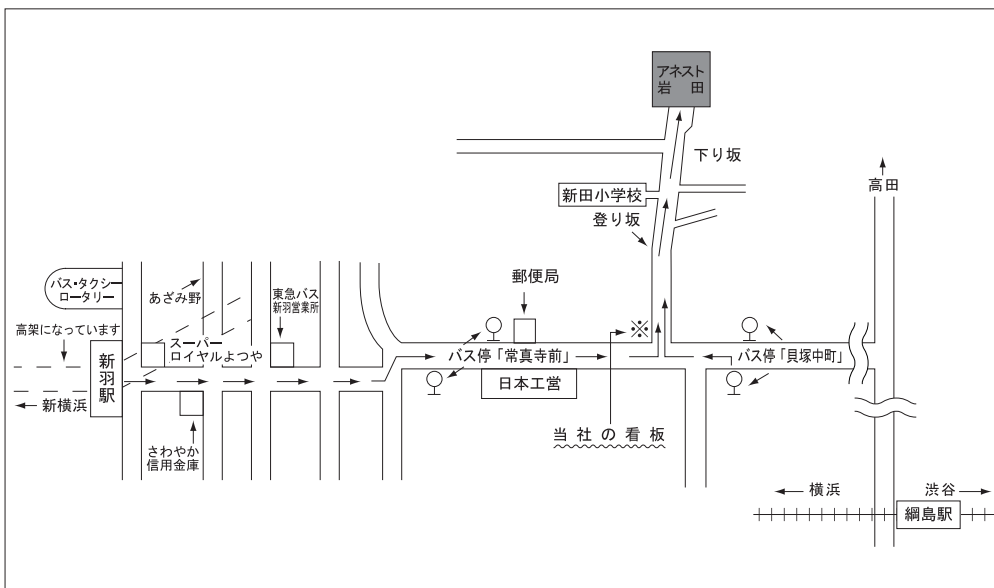 アネスト
岩田
下り坂
高田
新田小学校
登り坂
郵便局
バス・タクシー
ロータリー
あざみ野
東急バス
新羽営業所
高架になっています
スーパー
ロイヤルよつや
※
新羽駅
バス停「常真寺前」
バス停「貝塚中町」
日本工営
新横浜
さわやか
信用金庫
当社の看板
横浜
渋谷
綱島駅